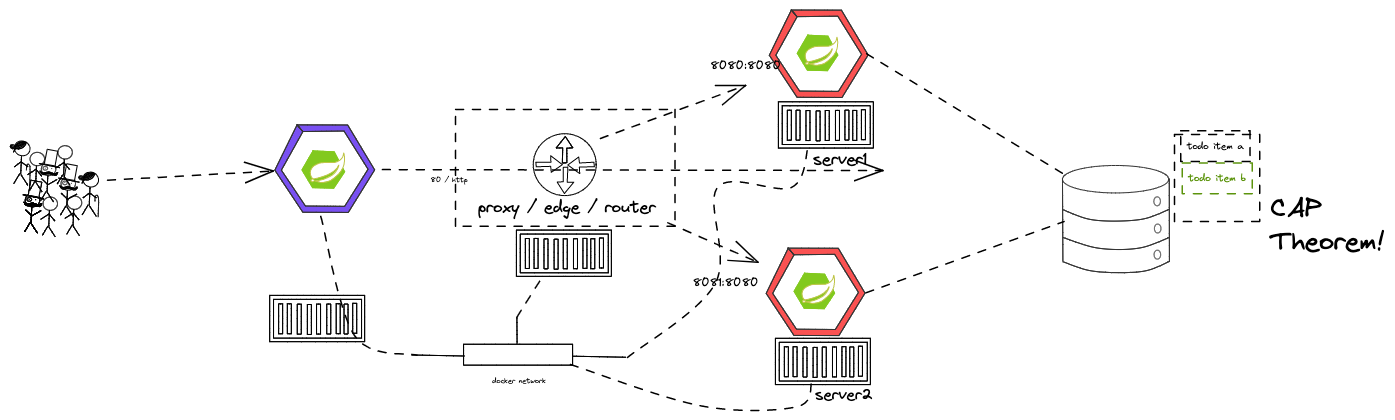 8080:8080
server1
80 / http
proxy / edge / router
todo item a
todo item b
CAP
Theorem!
8081:8080
server2
docker network